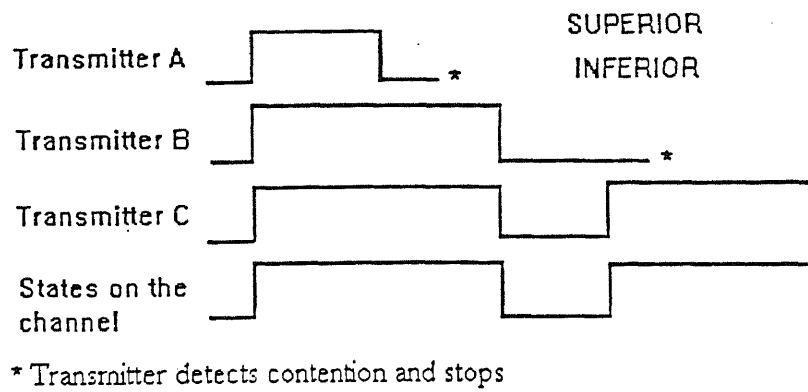 SUPERIOR
INFERIOR
Transmitter A
*
Transmitter B
*
Transmitter C
States on the
channel
* Transmitter detects contention and stops